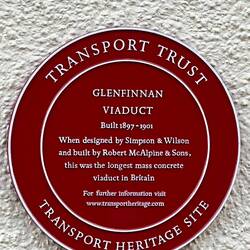 TRANSPORT TRUST
GLENFINNAN
VIADUCT
Built 1897-1901
When designed by Simpson & Wilson
and built by Robert McAlpine & Sons,
this was the longest mass concrete
viaduct in Britain
For further information visit
www.transportheritage.com
TRANSPORT HERITAGE SITE